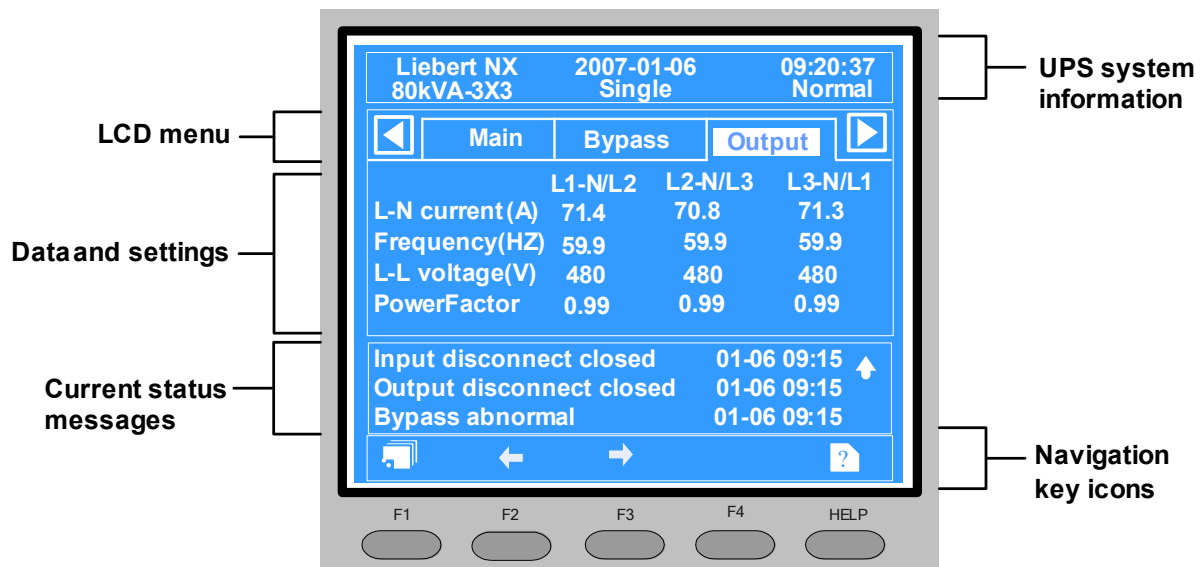 Liebert NX 2007-01-06 09:20:37
80kVA-3X3 Single Normal
UPS system
information
LCD menu
Main Bypass Output
L1-N/L2 L2-N/L3 L3-N/L1
L-N current(A) 71.4 70.8 71.3
Frequency(HZ) 59.9 59.9 59.9
Data and settings
L-L voltage(V) 480 480 480
PowerFactor 0.99 0.99 0.99
Input disconnect closed 01-06 09:15
Output disconnect closed 01-06 09:15
Bypass abnormal 01-06 09:15
Current status
messages
?
Navigation
key icons
F1 F2 F3 F4 HELP